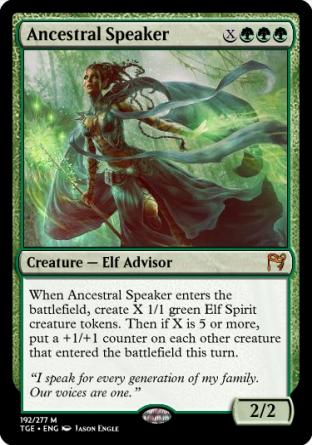 Ancestral Speaker X
Creature — Elf Advisor
When Ancestral Speaker enters the
battlefield, create X 1/1 green Elf Spirit
creature tokens. Then if X is 5 or more,
put a +1/+1 counter on each other creature
that entered the battlefield this turn.
“I speak for every generation of my family.
Our voices are one.”
2/2
192/277 M
TGE • ENG Jason Engle